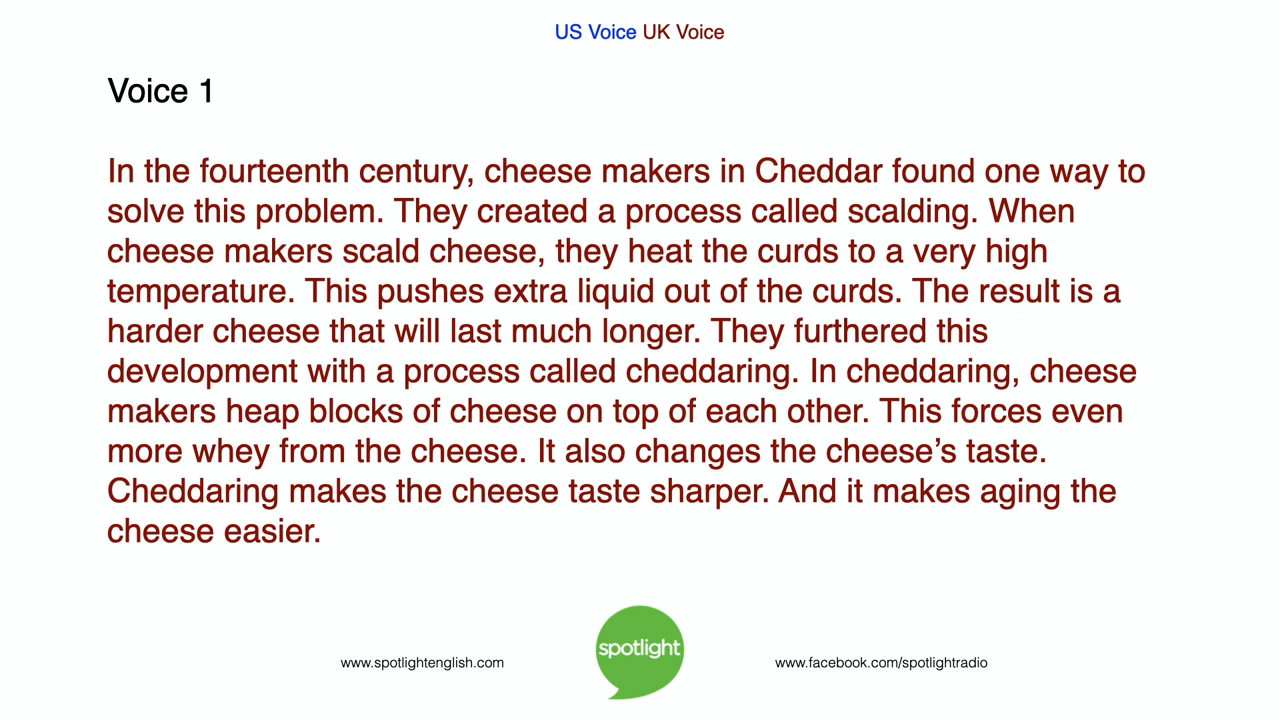 US Voice UK Voice
Voice 1
In the fourteenth century, cheese makers in Cheddar found one way to
solve this problem. They created a process called scalding. When
cheese makers scald cheese, they heat the curds to a very high
temperature. This pushes extra liquid out of the curds. The result is a
harder cheese that will last much longer. They furthered this
development with a process called cheddaring. In cheddaring, cheese
makers heap blocks of cheese on top of each other. This forces even
more whey from the cheese. It also changes the cheese’s taste.
Cheddaring makes the cheese taste sharper. And it makes aging the
cheese easier.
spotlight
www.spotlightenglish.com
www.facebook.com/spotlightradio